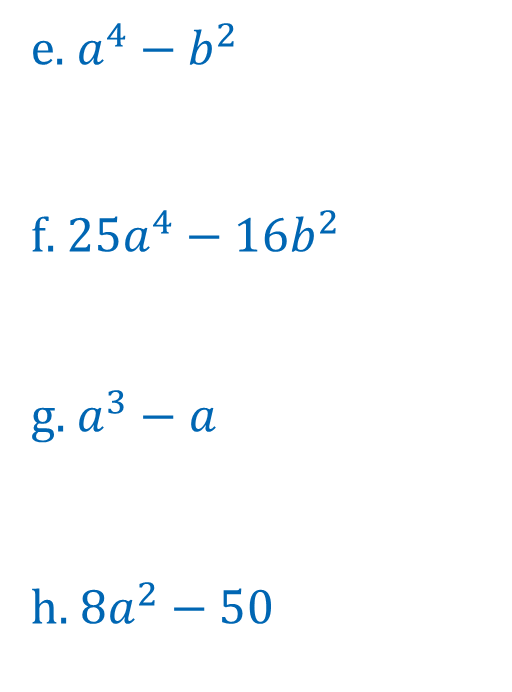 e. a⁴ − b²
f. 25a⁴ − 16b²
g. a³ − a
h. 8a² − 50